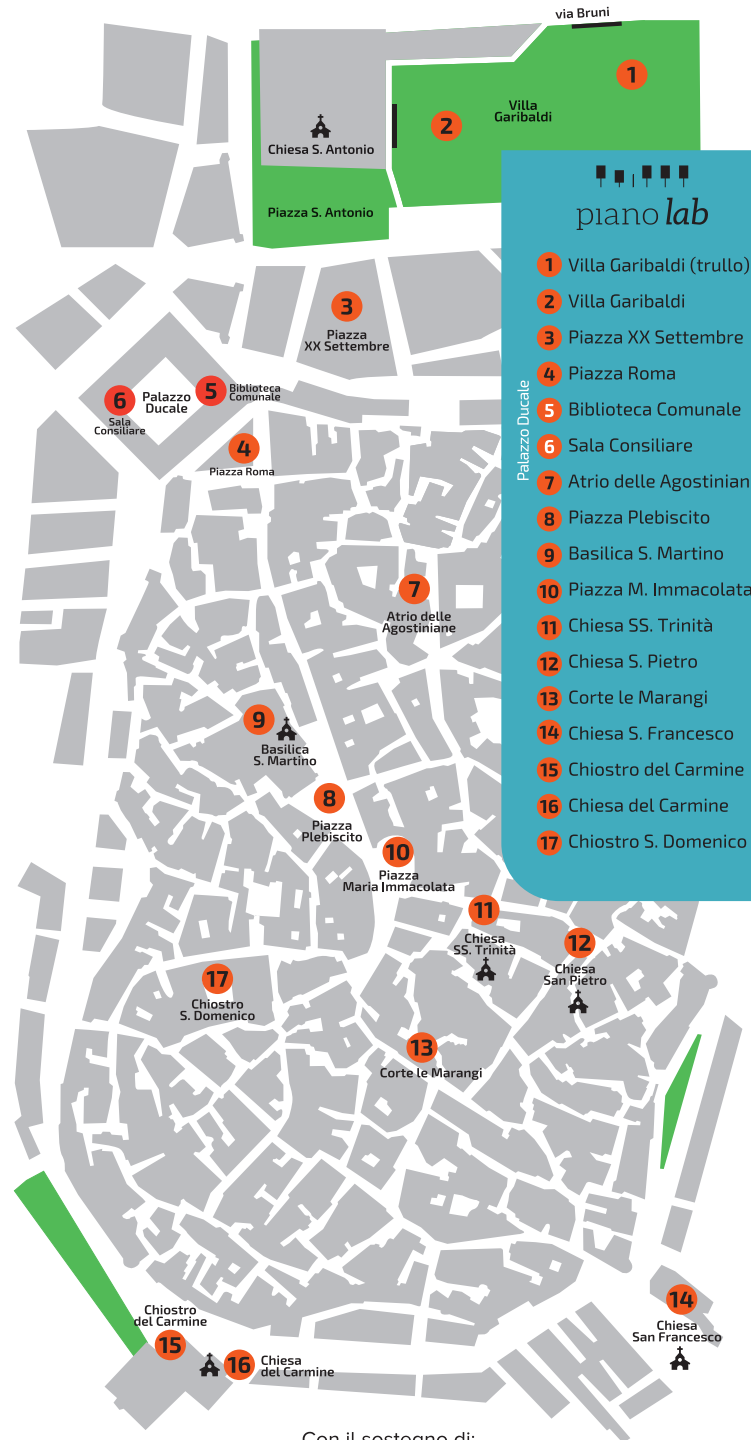 via Bruni
1
Villa
Garibaldi
2
Chiesa S. Antonio
Piazza S. Antonio
piano lab
1 Villa Garibaldi (trullo)
2 Villa Garibaldi
3 Piazza XX Settembre
4 Piazza Roma
Palazzo Ducale
5 Biblioteca Comunale
6 Sala Consiliare
7 Atrio delle Agostinian
8 Piazza Plebiscito
9 Basilica S. Martino
10 Piazza M. Immacolata
11 Chiesa SS. Trinità
12 Chiesa S. Pietro
13 Corte le Marangi
14 Chiesa S. Francesco
15 Chiostro del Carmine
16 Chiesa del Carmine
17 Chiostro S. Domenico
3
Piazza
XX Settembre
6
Sala
Consiliare
Palazzo
Ducale
5
Biblioteca
Comunale
4
Piazza Roma
7
Atrio delle
Agostiniane
9
Basilica
S. Martino
8
Piazza
Plebiscito
10
Piazza
Maria Immacolata
11
Chiesa
SS. Trinità
12
Chiesa
San Pietro
17
Chiostro
S. Domenico
13
Corte le Marangi
14
Chiesa
San Francesco
Chiostro
del Carmine
15
16
Chiesa
del Carmine
Con il sostegno di: